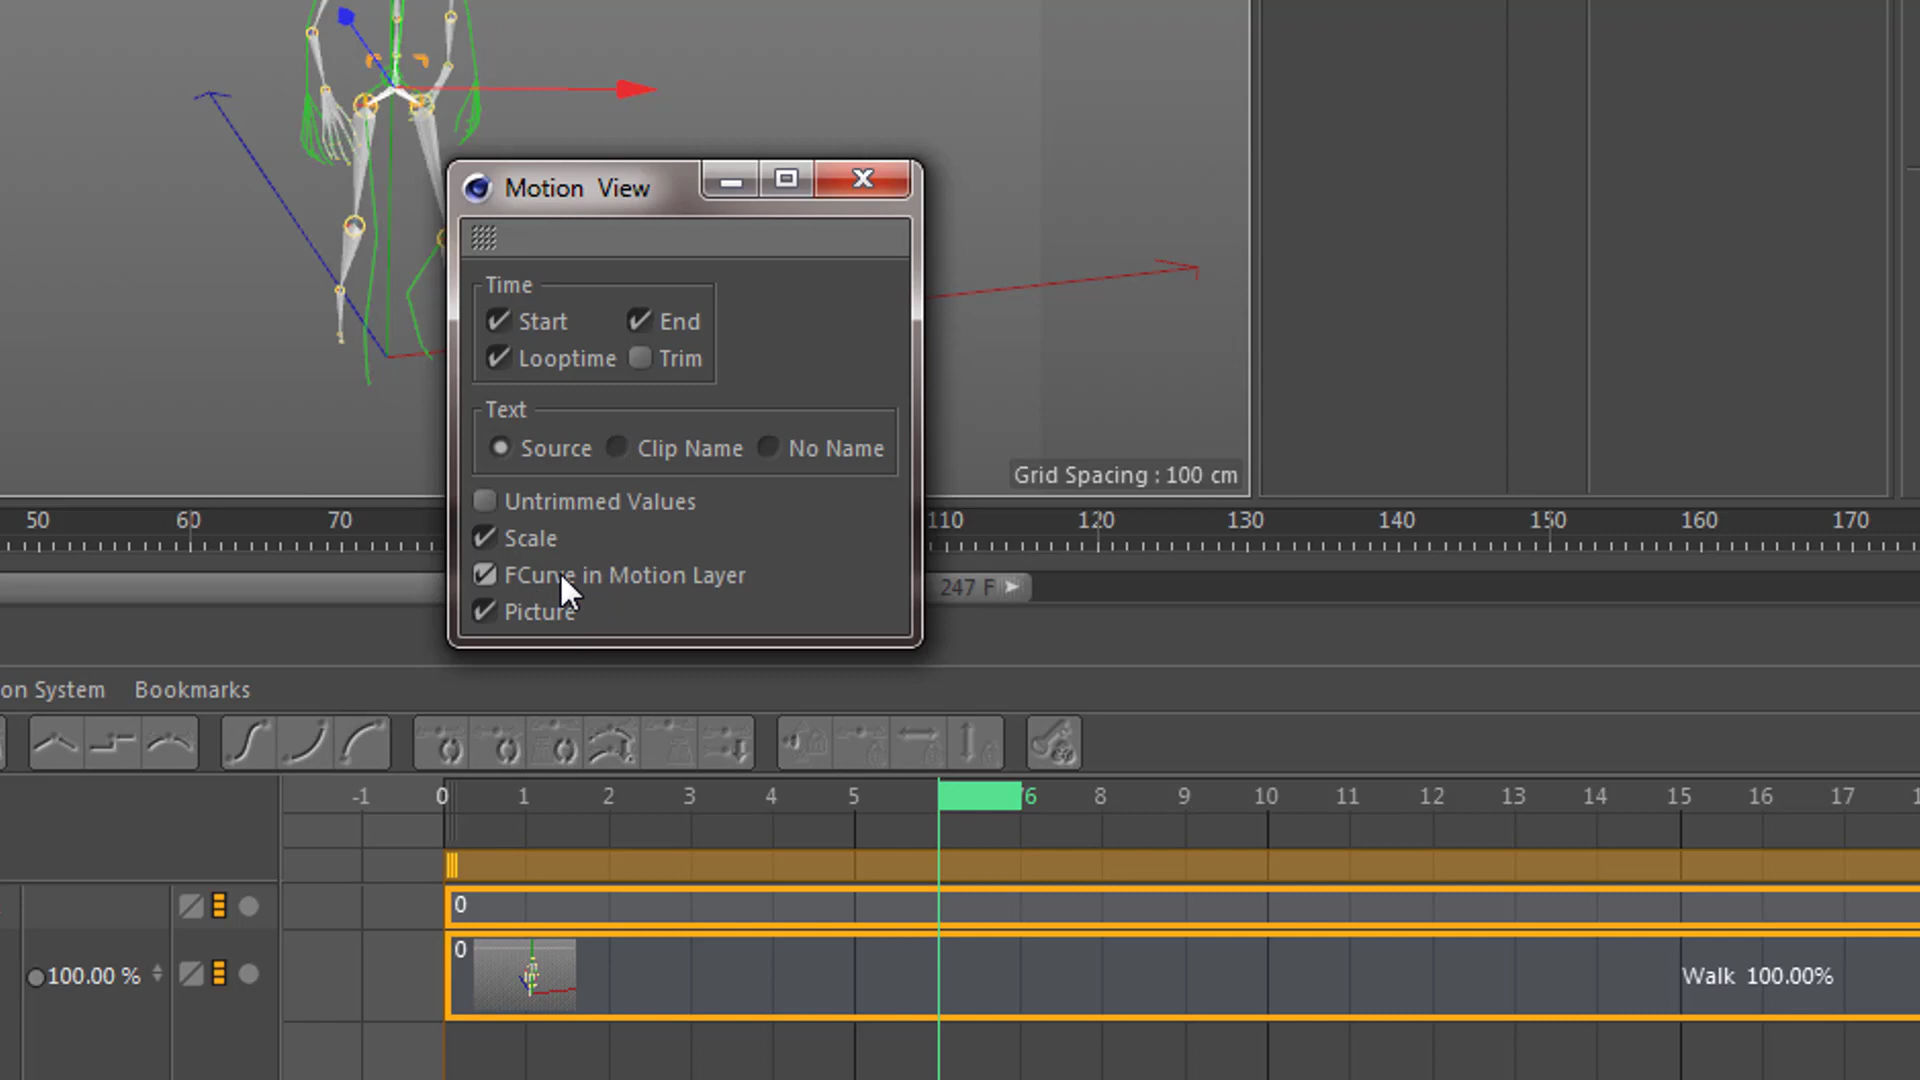 Motion View
Time
Start End
Looptime Trim
Text
Source Clip Name No Name
Grid Spacing : 100 cm
Untrimmed Values
50 60 70 110 120 130 140 150 160 170
Scale
FCurve in Motion Layer
247 F
Picture
on System Bookmarks
-1 0 1 2 3 4 5 6 8 9 10 11 12 13 14 15 16 17
0
0
100.00 % Walk 100.00%